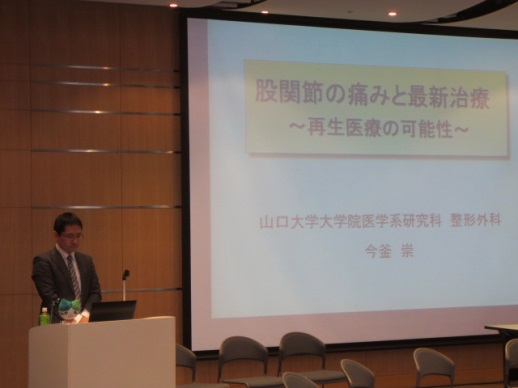 股関節の痛みと最新治療
～再生医療の可能性～
山口大学大学院医学系研究科 整形外科
今釜 崇